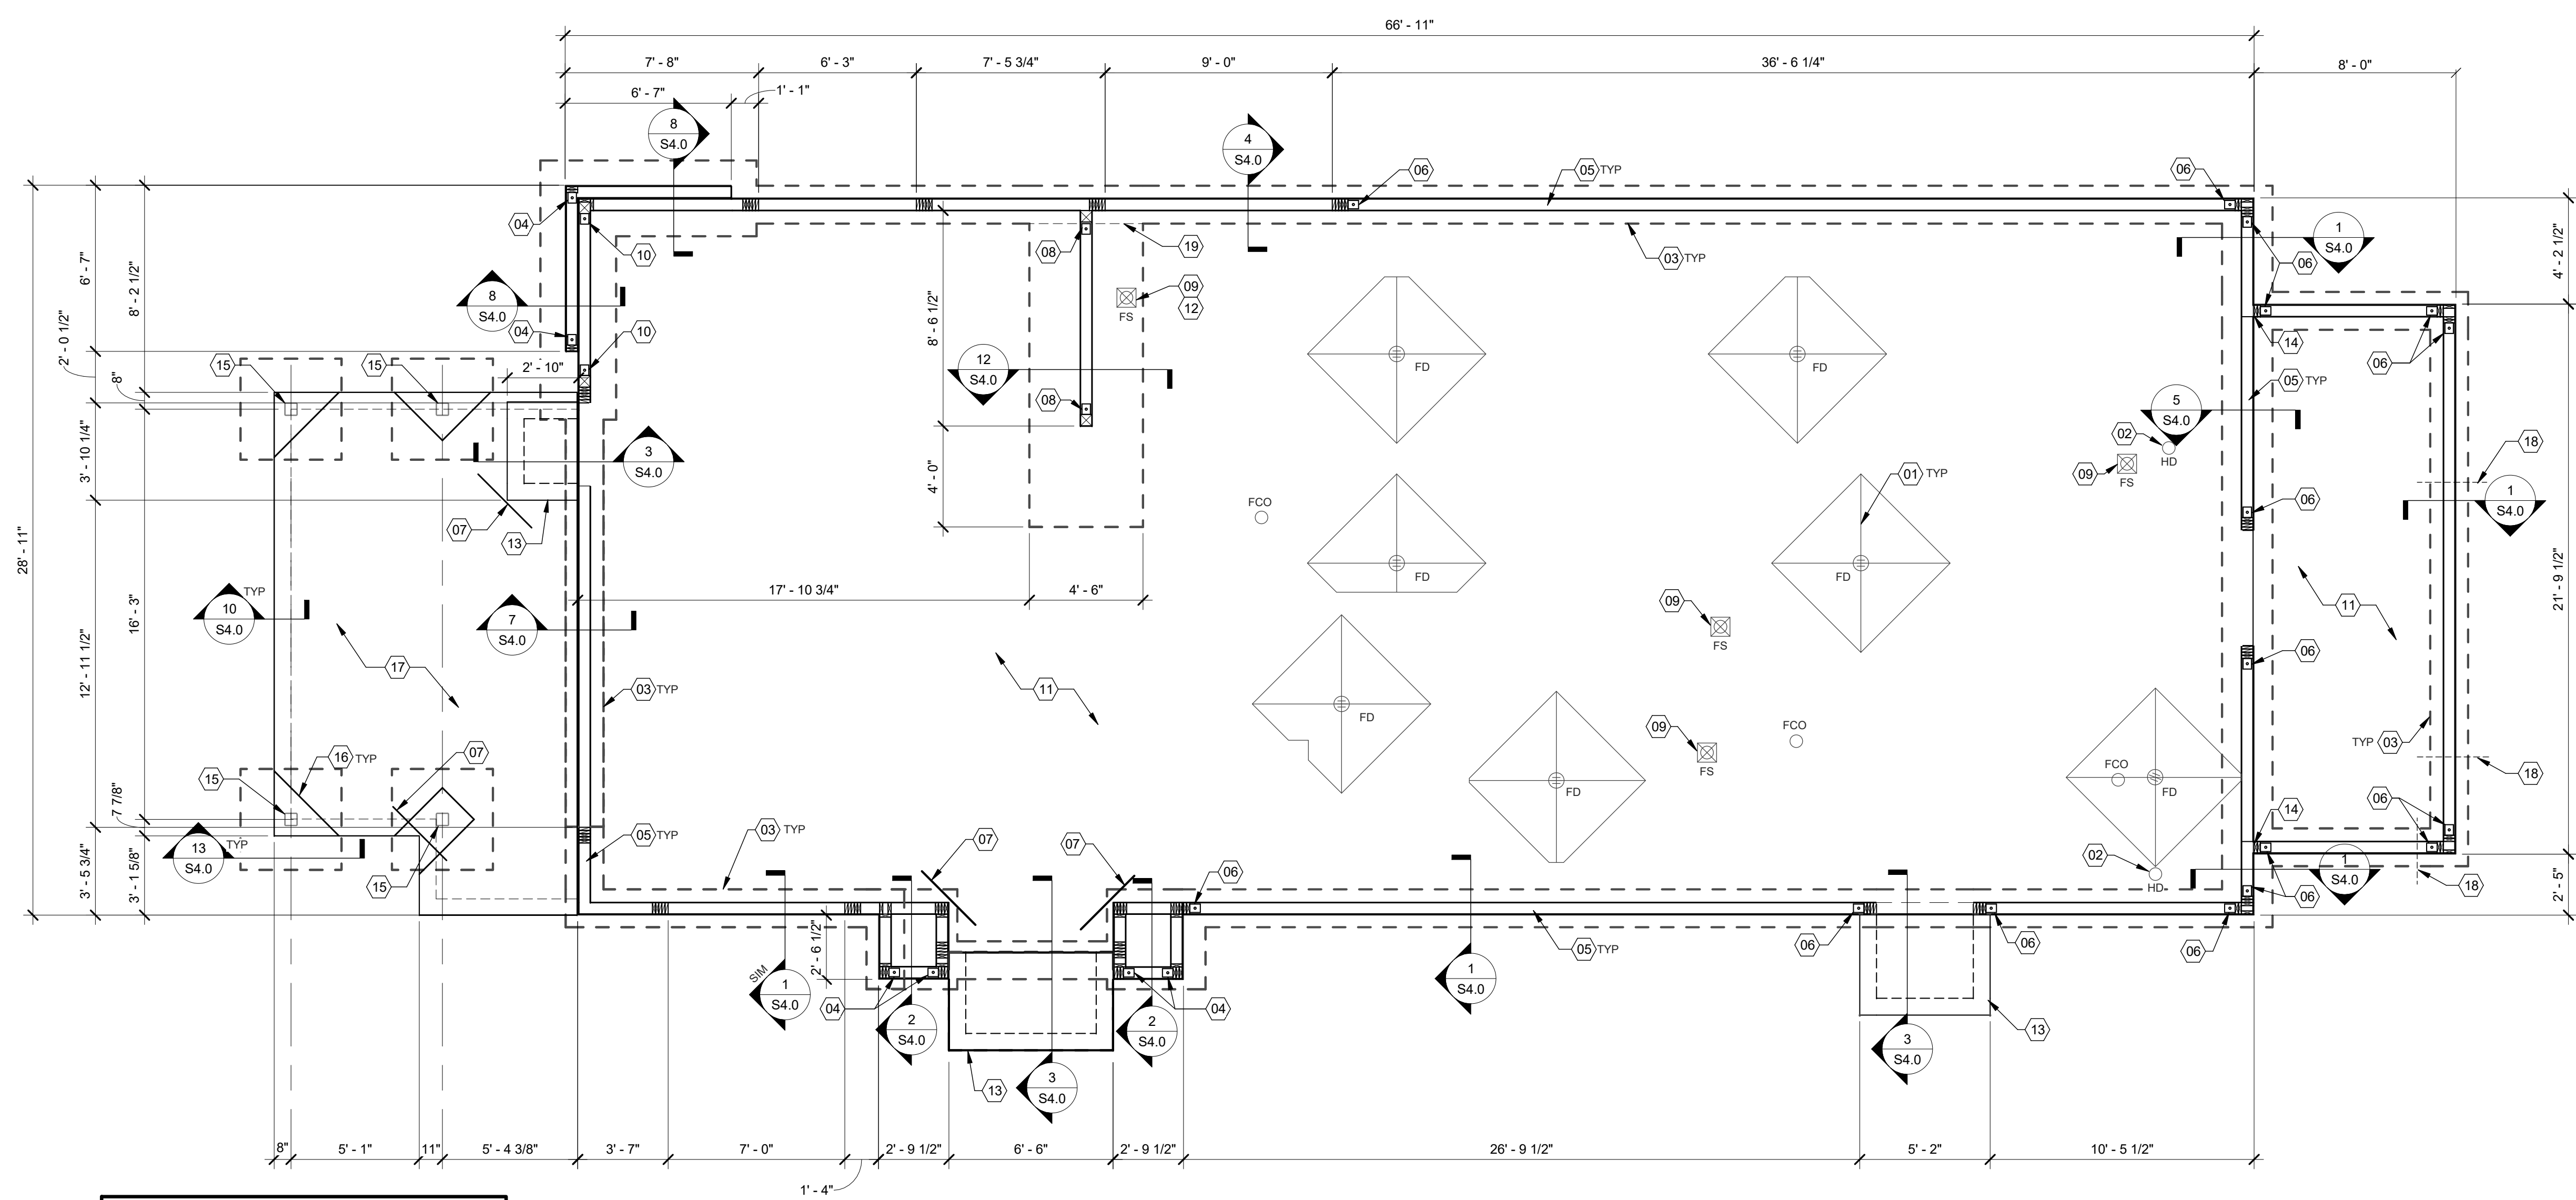 66' - 11"
7' - 8"
6' - 3"
7' - 5 3/4"
9' - 0"
36' - 6 1/4"
8' - 0"
6' - 7"
1' - 1"
8
S4.0
4
S4.0
06
05 TYP
06
04
10
08
19
03 TYP
1
S4.0
06
4' - 2 1/2"
6' - 7"
8' - 2 1/2"
8
S4.0
04
10
09
12
FS
8' - 6 1/2"
12
S4.0
FD
FD
14
06
2' - 0 1/2"
8"
15
15
2' - 10"
08
05 TYP
5
S4.0
02
HD
09
FS
18
3' - 10 1/4"
3
S4.0
07
13
4' - 0"
FCO
01 TYP
06
1
S4.0
28' - 11"
16' - 3"
12' - 11 1/2"
TYP
10
S4.0
7
S4.0
17' - 10 3/4"
4' - 6"
FD
FD
09
FS
11
21' - 9 1/2"
17
03 TYP
11
06
FD
09
FS
FCO
TYP 03
16 TYP
07
15
7 7/8"
FD
FCO
FD
18
06
14
TYP
13
S4.0
05 TYP
03 TYP
07
07
06
1
S4.0
02
HD
1
S4.0
18
3' - 5 3/4"
3' - 1 5/8"
15
06
2' - 5"
2' - 6 1/2"
SIM
1
S4.0
04
2
S4.0
2
S4.0
04
05 TYP
06
06
06
13
3
S4.0
13
3
S4.0
8"
5' - 1"
11"
5' - 4 3/8"
3' - 7"
7' - 0"
2' - 9 1/2"
6' - 6"
2' - 9 1/2"
26' - 9 1/2"
5' - 2"
10' - 5 1/2"
1' - 4"